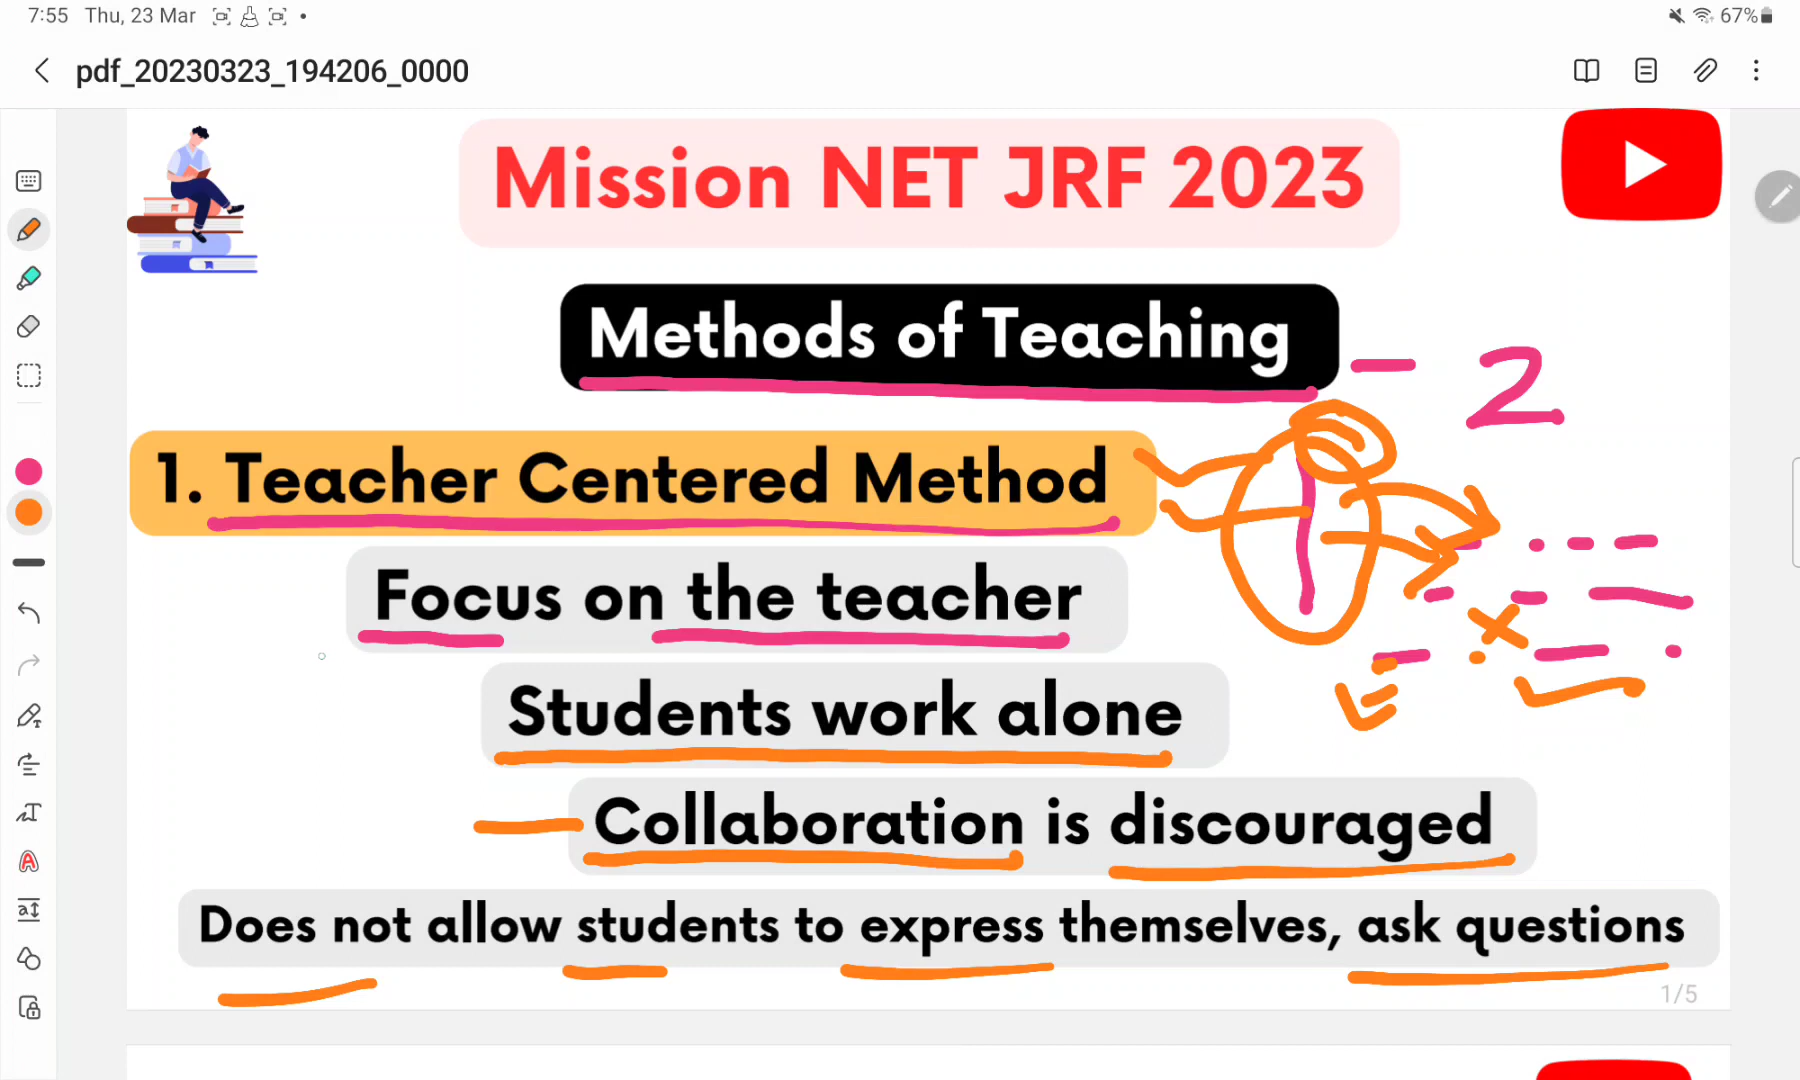 7:55 Thu, 23 Mar 67%
pdf_20230323_194206_0000
Mission NET JRF 2023
Methods of Teaching - 2
1. Teacher Centered Method
Focus on the teacher
Students work alone
Collaboration is discouraged
Does not allow students to express themselves, ask questions
1/5